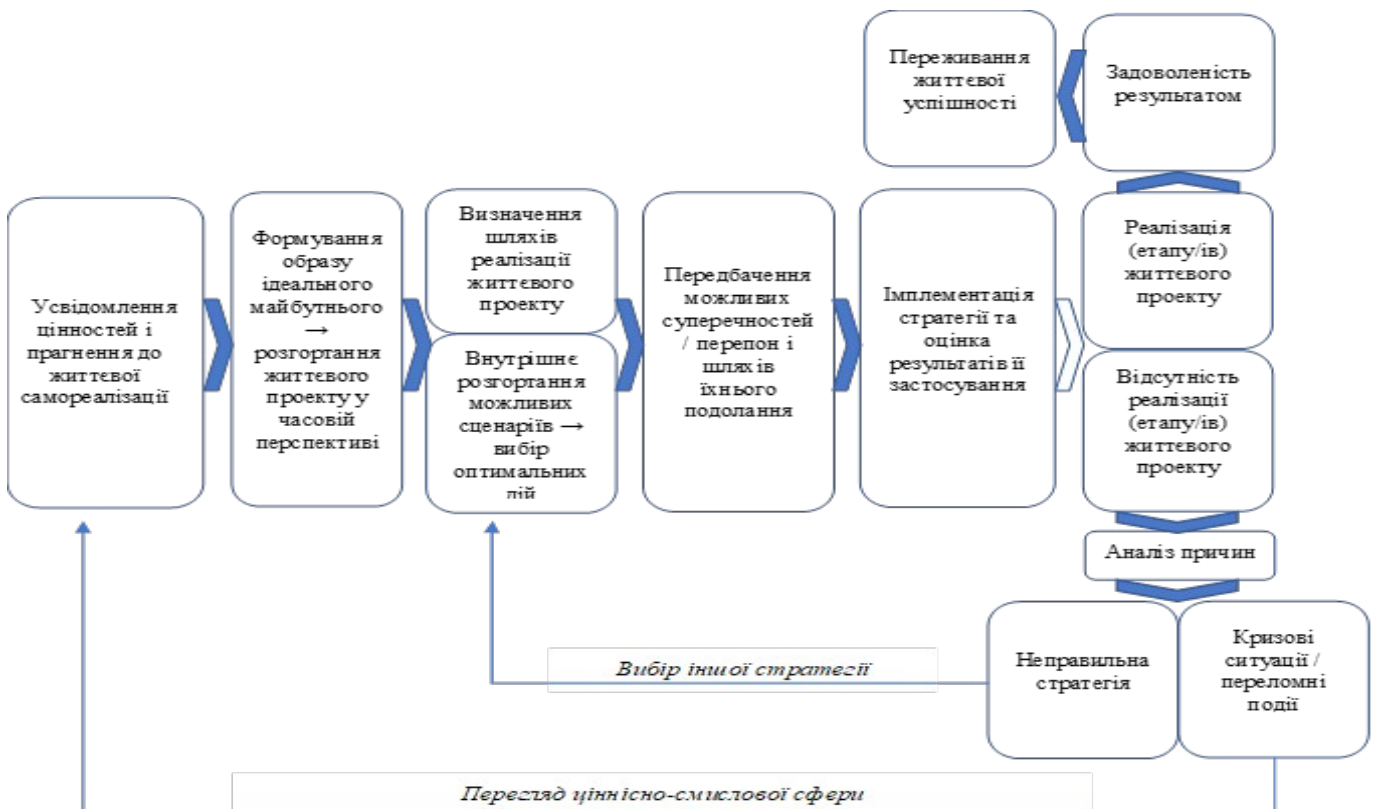 Переживання
життєвої
успішності
Задоволеність
результатом
Усвідомлення
цінностей і
прагнення до
життєвої
самореалізації
Формування
образу
ідеального
майбутнього
→
розгортання
життєвого
проекту у
часовій
перспективі
Визначення
шляхів
реалізації
життєвого
проекту
Внутрішнє
розгортання
можливих
сценаріїв →
вибір
оптимальних
дій
Передбачення
можливих
суперечностей
/ перепон і
шляхів
їхнього
подолання
Імплементація
стратегії та
оцінка
результатів її
застосування
Реалізація
(етапу/ів)
життєвого
проекту
Відсутність
реалізації
(етапу/ів)
життєвого
проекту
Аналіз причин
Неправильна
стратегія
Кризові
ситуації /
переломні
події
Вибір іншої стратегії
Перегляд ціннісно-смислової сфери